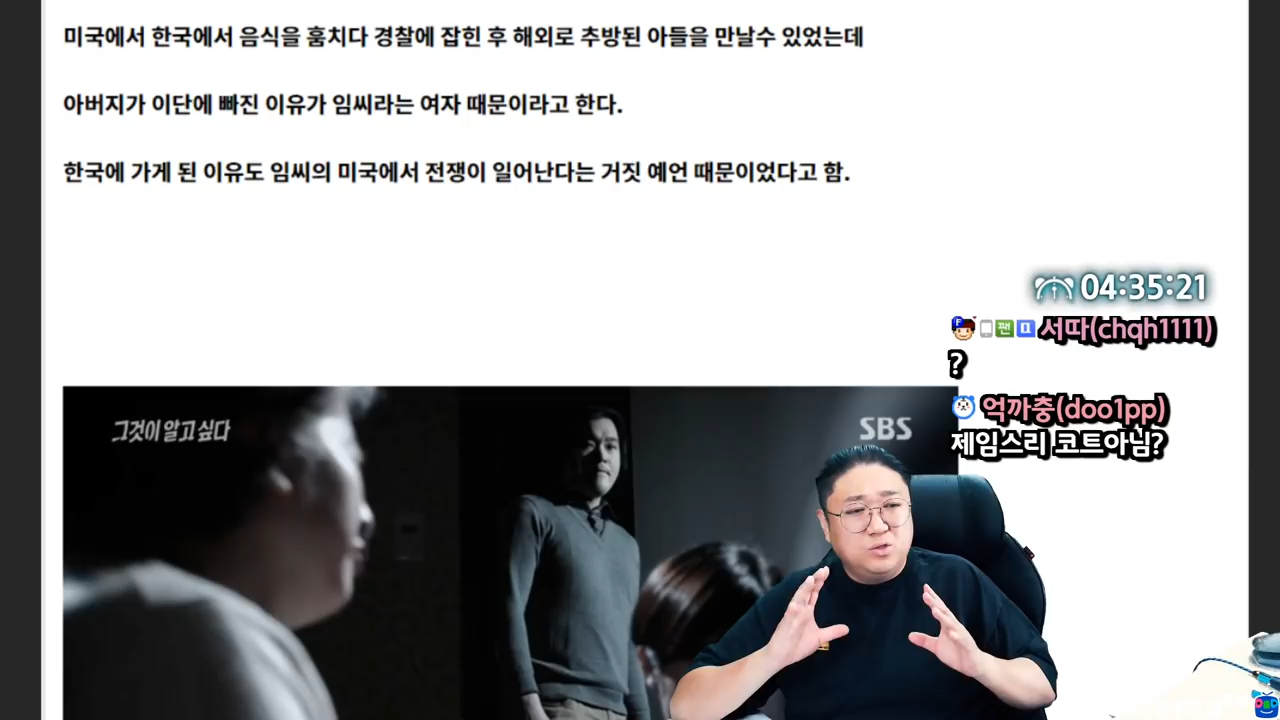 미국에서 한국에서 음식을 훔치다 경찰에 잡힌 후 해외로 추방된 아들을 만날수 있었는데
아버지가 이단에 빠진 이유가 임씨라는 여자 때문이라고 한다.
한국에 가게 된 이유도 임씨의 미국에서 전쟁이 일어난다는 거짓 예언 때문이었다고 함.
04:35:21
F 팬 서따(chqh1111)
?
억까충(doo1pp)
제임스리 코트아님?
그것이 알고싶다
SBS